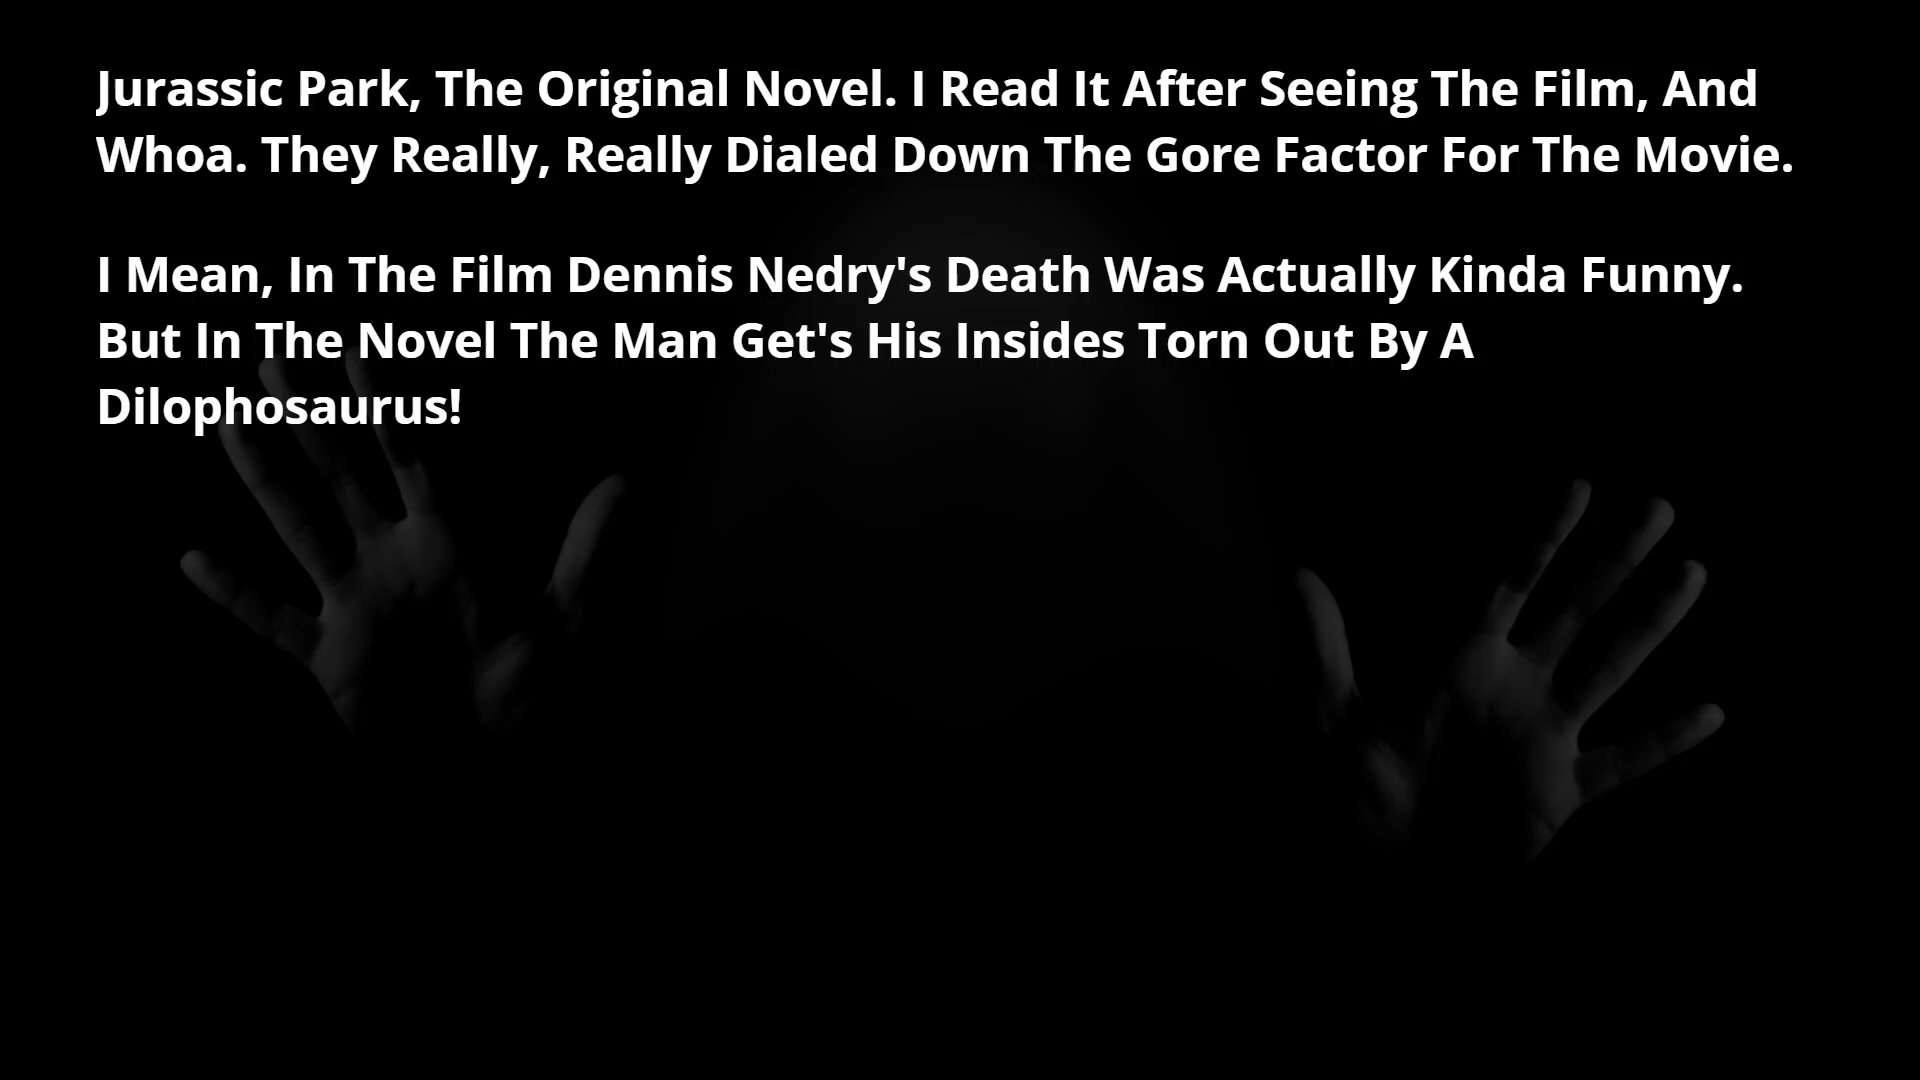 Jurassic Park, The Original Novel. I Read It After Seeing The Film, And
Whoa. They Really, Really Dialed Down The Gore Factor For The Movie.
I Mean, In The Film Dennis Nedry's Death Was Actually Kinda Funny.
But In The Novel The Man Get's His Insides Torn Out By A
Dilophosaurus!